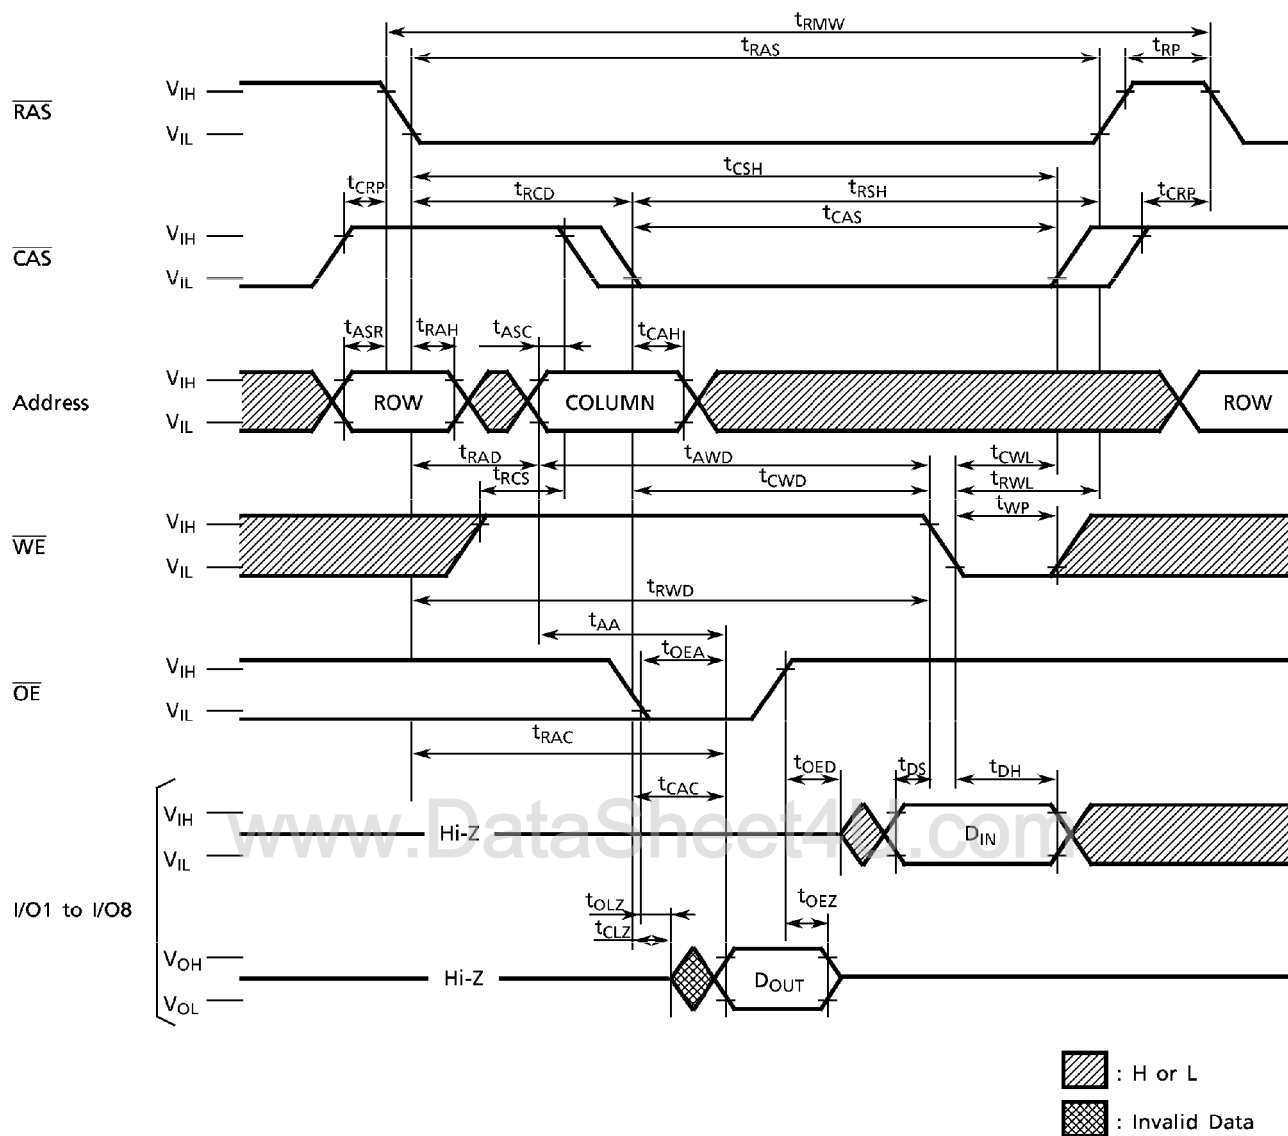 tRMW
tRAS
tRP
RAS
VIH
VIL
tCSH
tCRP
tRCD
tRSH
tCRP
tCAS
CAS
VIH
VIL
tASR
tRAH
tASC
tCAH
Address
VIH
VIL
ROW
COLUMN
ROW
tRAD
tAWD
tCWL
tRCS
tCWD
tRWL
tWP
WE
VIH
VIL
tRWD
tAA
tOEA
OE
VIH
VIL
tRAC
tOED
tDS
tDH
tCAC
VIH
VIL
Hi-Z
DIN
www.DataSheet4U.com
I/O1 to I/O8
tOLZ
tOEZ
tCLZ
VOH
VOL
Hi-Z
DOUT
: H or L
: Invalid Data